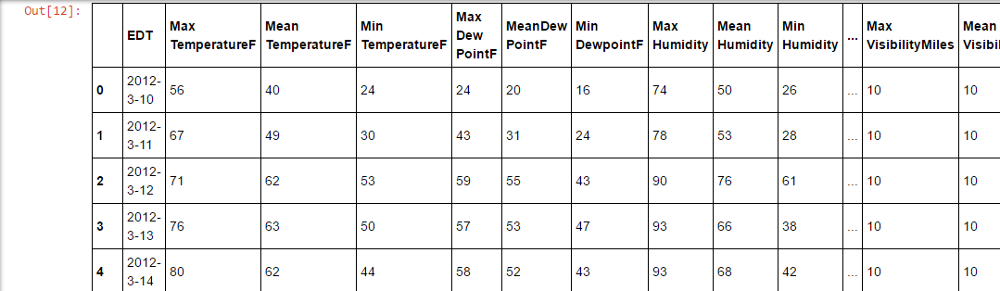 Out[12]:
EDT Max TemperatureF Mean TemperatureF Min TemperatureF Max Dew PointF MeanDew PointF Min DewpointF Max Humidity Mean Humidity Min Humidity ... Max VisibilityMiles Mean
0 2012-3-10 56 40 24 24 20 16 74 50 26 ... 10 10
1 2012-3-11 67 49 30 43 31 24 78 53 28 ... 10 10
2 2012-3-12 71 62 53 59 55 43 90 76 61 ... 10 10
3 2012-3-13 76 63 50 57 53 47 93 66 38 ... 10 10
4 2012-3-14 80 62 44 58 52 43 93 68 42 ... 10 10